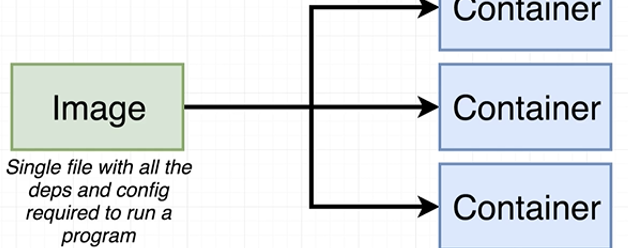 Container
Image
Container
Single file with all the
deps and config
required to run a
program
Container